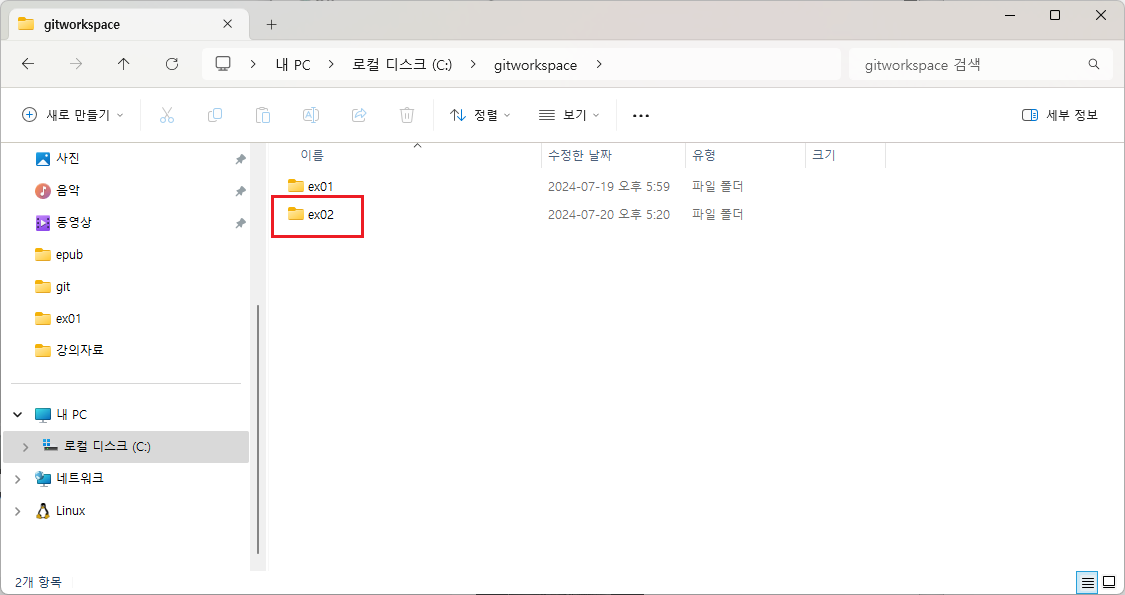 gitworkspace
내 PC
로컬 디스크 (C:)
gitworkspace
gitworkspace 검색
새로 만들기
정렬
보기
세부 정보
사진
음악
동영상
epub
git
ex01
강의자료
내 PC
로컬 디스크 (C:)
네트워크
Linux
이름 수정한 날짜 유형 크기
ex01 2024-07-19 오후 5:59 파일 폴더
ex02 2024-07-20 오후 5:20 파일 폴더
2개 항목